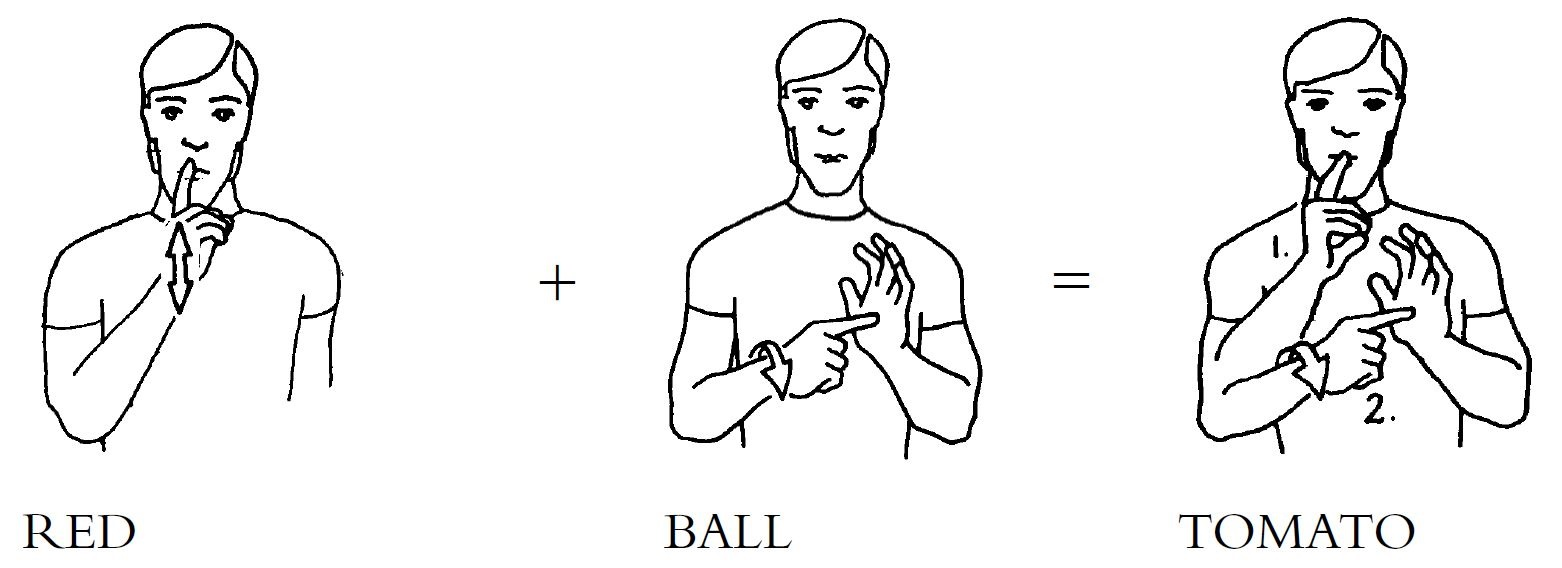 1.
+
=
2.
RED
BALL
TOMATO